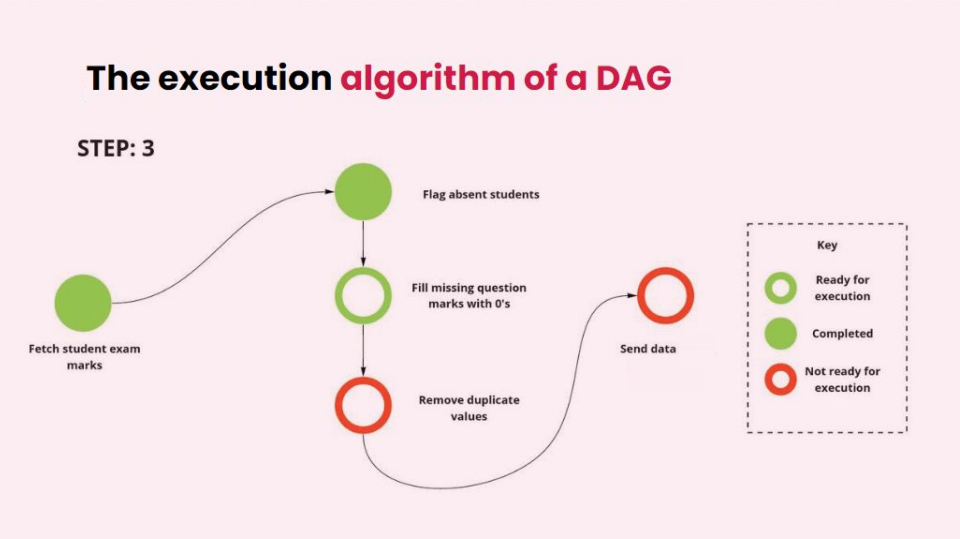 The execution algorithm of a DAG
STEP: 3
Flag absent students
Fill missing question
marks with 0's
Remove duplicate
values
Fetch student exam
marks
Send data
Key
Ready for
execution
Completed
Not ready for
execution